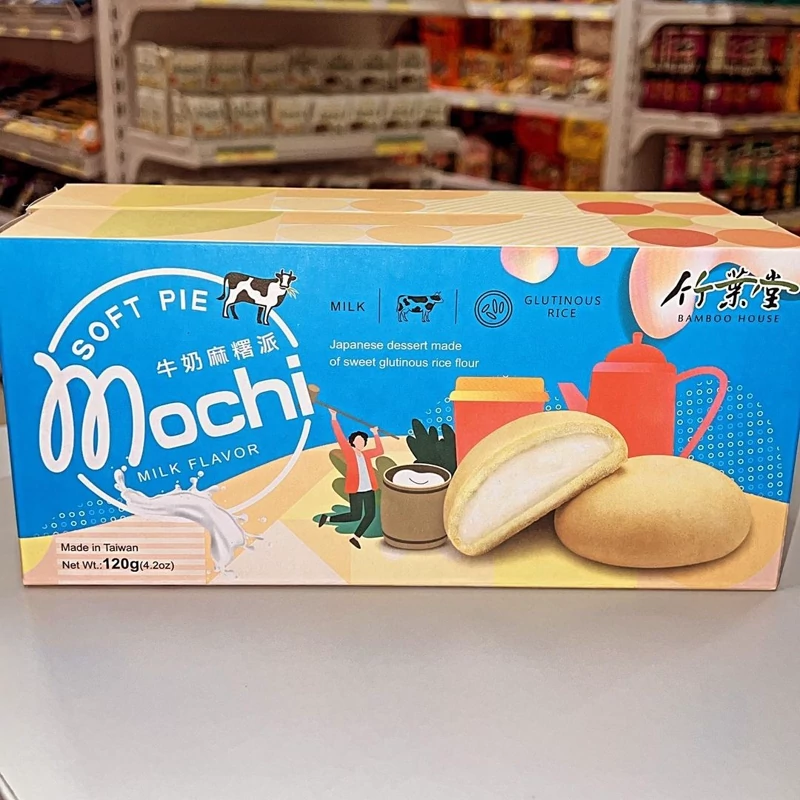 SOFT PIE
牛奶麻糬派
mochi
MILK FLAVOR
MILK
GLUTINOUS
RICE
Japanese dessert made
of sweet glutinous rice flour
竹葉堂
BAMBOO HOUSE
Made in Taiwan
Net Wt.:120g(4.2oz)